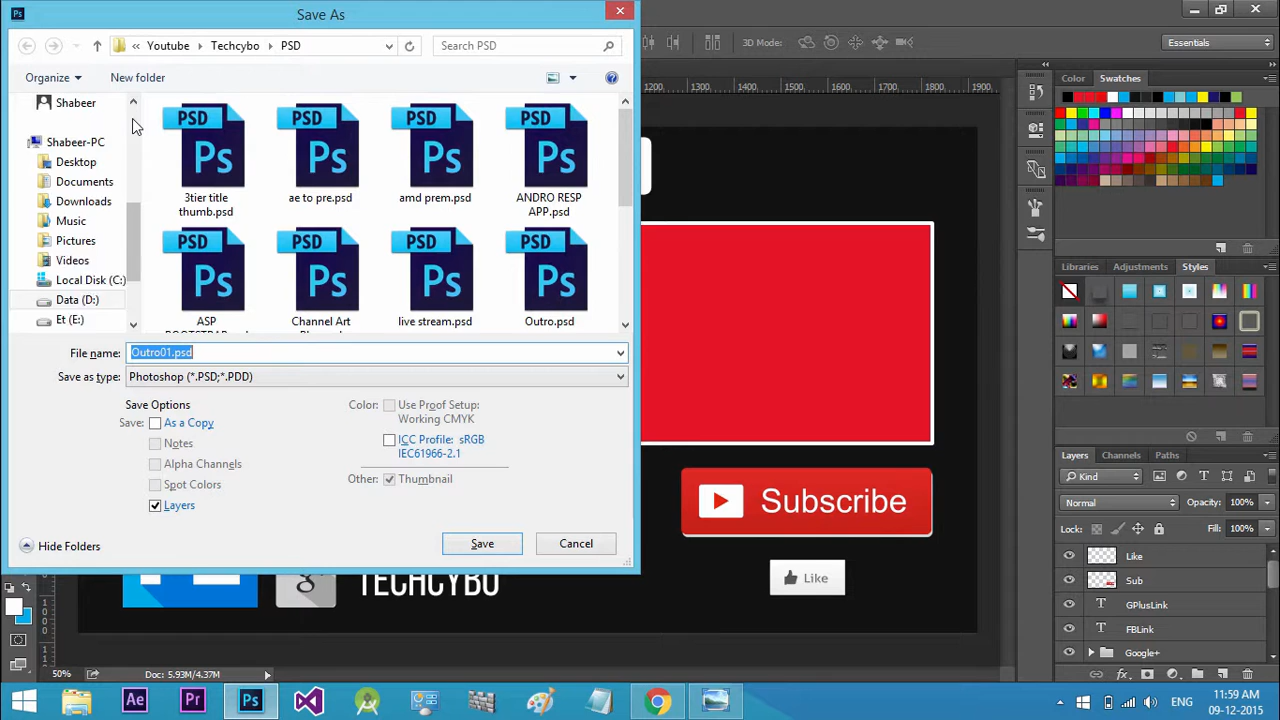 Ps
Save As
« Youtube Techcybo PSD
Search PSD
Organize
New folder
3D Mode:
Essentials
Shabeer
Shabeer-PC
Desktop
Documents
Downloads
Music
Pictures
Videos
Local Disk (C:)
Data (D:)
Et (E:)
PSD PSD PSD PSD
Ps Ps Ps Ps
3tier title
thumb.psd
ae to pre.psd
amd prem.psd
ANDRO RESP
APP.psd
PSD PSD PSD PSD
Ps Ps Ps Ps
ASP
Channel Art
live stream.psd
Outro.psd
File name:
Outro01.psd
Save as type:
Photoshop (*.PSD;*.PDD)
Save Options
Save:
As a Copy
Notes
Alpha Channels
Spot Colors
Layers
Color:
Use Proof Setup:
Working CMYK
ICC Profile: sRGB
IEC61966-2.1
Other:
Thumbnail
Hide Folders
Save
Cancel
1200 1300 1400 1500 1600 1700 1800 1900
Color
Swatches
Libraries
Adjustments
Styles
Layers
Channels
Paths
Kind
Normal
Opacity:
100%
Lock:
Fill:
100%
Like
Sub
GPlusLink
FBLink
Google+
Subscribe
Like
TECHCYBO
50%
Doc: 5.93M/4.37M
Ae
Pr
Ps
ENG
11:59 AM
09-12-2015